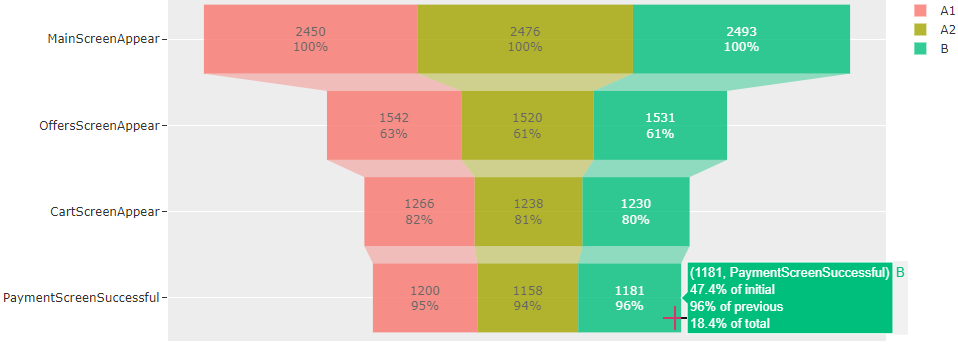 A1
A2
B
MainScreenAppear
2450
100%
2476
100%
2493
100%
OffersScreenAppear
1542
63%
1520
61%
1531
61%
CartScreenAppear
1266
82%
1238
81%
1230
80%
PaymentScreenSuccessful
1200
95%
1158
94%
1181
96%
(1181, PaymentScreenSuccessful) B
47.4% of initial
96% of previous
18.4% of total